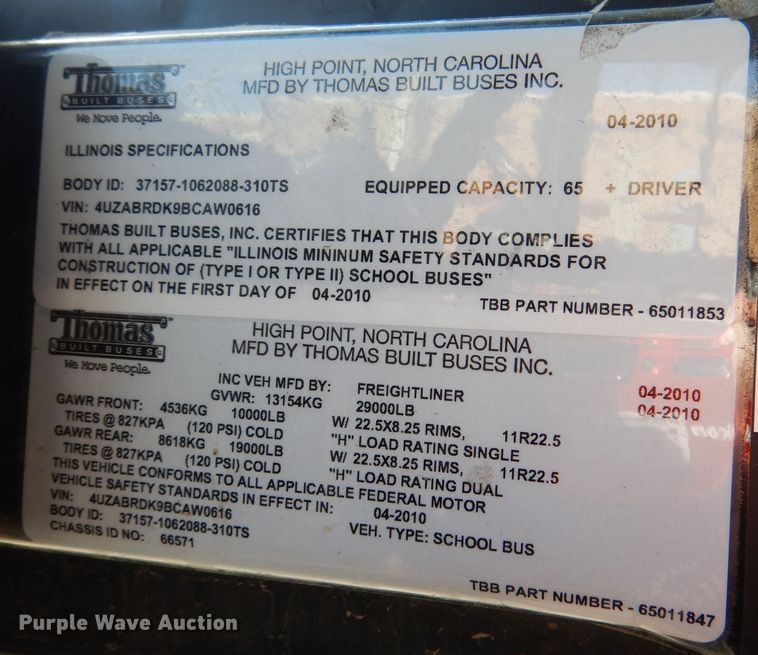 Thomas
BUILT BUSES
We Move People.
HIGH POINT, NORTH CAROLINA
MFD BY THOMAS BUILT BUSES INC.
04-2010
ILLINOIS SPECIFICATIONS
BODY ID: 37157-1062088-310TS EQUIPPED CAPACITY: 65 + DRIVER
VIN: 4UZABRDK9BCAW0616
THOMAS BUILT BUSES, INC. CERTIFIES THAT THIS BODY COMPLIES
WITH ALL APPLICABLE "ILLINOIS MININUM SAFETY STANDARDS FOR
CONSTRUCTION OF (TYPE I OR TYPE II) SCHOOL BUSES"
IN EFFECT ON THE FIRST DAY OF 04-2010
TBB PART NUMBER - 65011853
Thomas
BUILT BUSES
We Move People.
HIGH POINT, NORTH CAROLINA
MFD BY THOMAS BUILT BUSES INC.
INC VEH MFD BY: FREIGHTLINER 04-2010
GVWR: 13154KG 29000LB 04-2010
GAWR FRONT: 4536KG 10000LB W/ 22.5X8.25 RIMS, 11R22.5
TIRES @ 827KPA (120 PSI) COLD "H" LOAD RATING SINGLE
GAWR REAR: 8618KG 19000LB W/ 22.5X8.25 RIMS, 11R22.5
TIRES @ 827KPA (120 PSI) COLD "H" LOAD RATING DUAL
THIS VEHICLE CONFORMS TO ALL APPLICABLE FEDERAL MOTOR
VEHICLE SAFETY STANDARDS IN EFFECT IN: 04-2010
VIN: 4UZABRDK9BCAW0616
BODY ID: 37157-1062088-310TS VEH. TYPE: SCHOOL BUS
CHASSIS ID NO: 66571
TBB PART NUMBER - 65011847
Purple Wave Auction